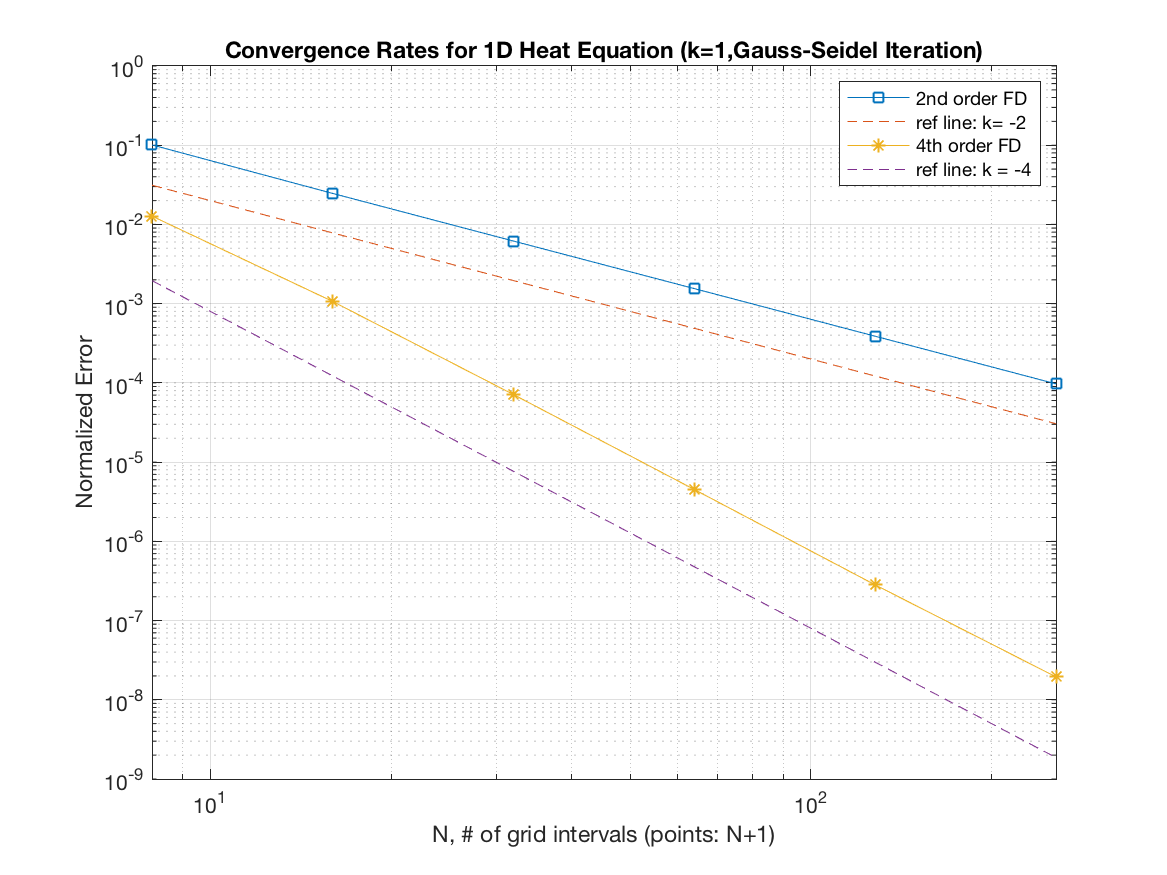 Convergence Rates for 1D Heat Equation (k=1,Gauss-Seidel Iteration)
2nd order FD
ref line: k= -2
4th order FD
ref line: k = -4
Normalized Error
10^0
10^-1
10^-2
10^-3
10^-4
10^-5
10^-6
10^-7
10^-8
10^-9
10^1
10^2
N, # of grid intervals (points: N+1)